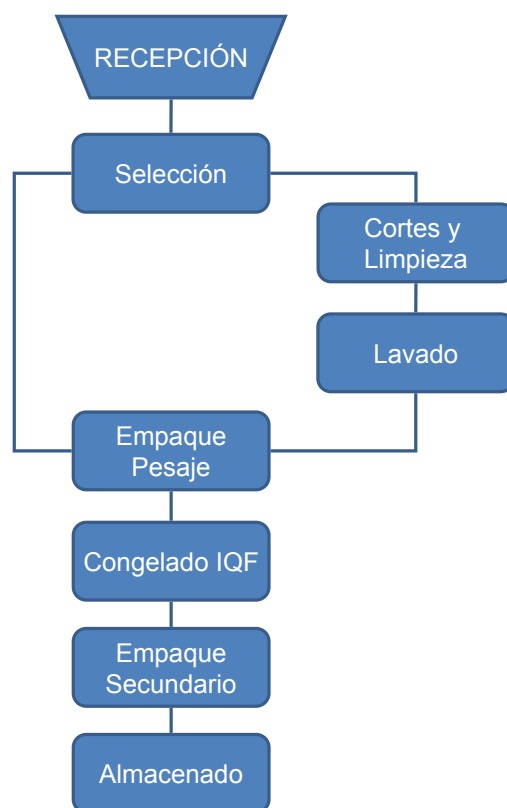 RECEPCIÓN
Selección
Cortes y
Limpieza
Lavado
Empaque
Pesaje
Congelado IQF
Empaque
Secundario
Almacenado